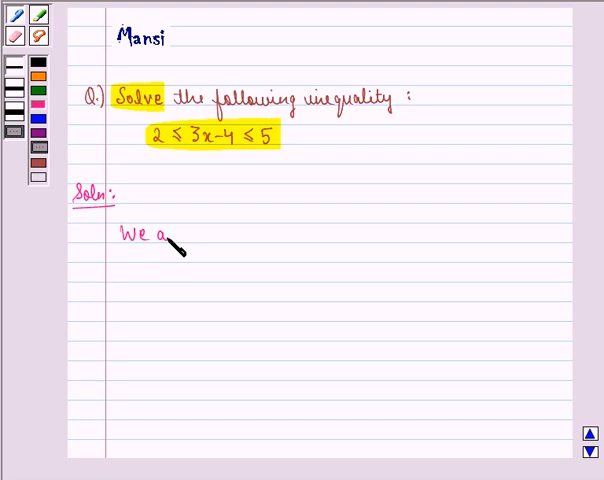 Mansi
Q.) Solve the following inequality :
2 ≤ 3x-4 ≤ 5
Soln:
We a